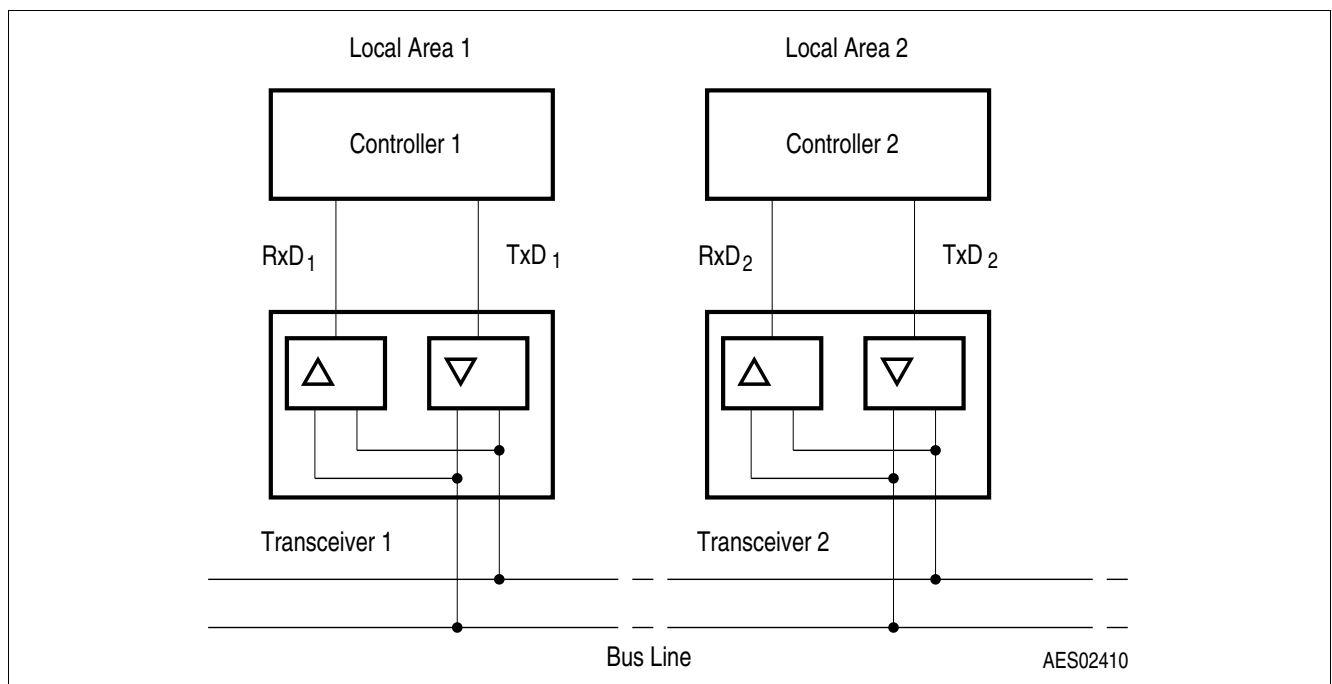 Local Area 1
Local Area 2
Controller 1
Controller 2
RxD1
TxD1
RxD2
TxD2
Transceiver 1
Transceiver 2
Bus Line
AES02410